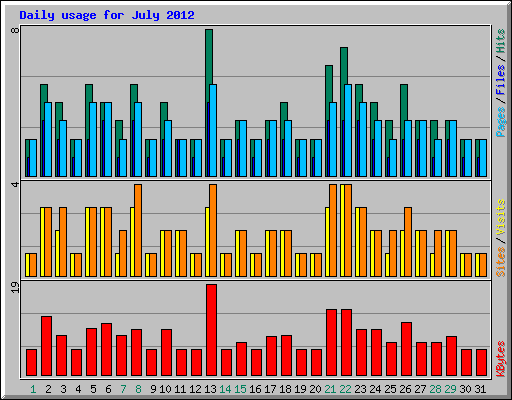 Daily usage for July 2012
8
Pages / Files / Hits
4
Sites / Visits
19
KBytes
1 2 3 4 5 6 7 8 9 10 11 12 13 14 15 16 17 18 19 20 21 22 23 24 25 26 27 28 29 30 31